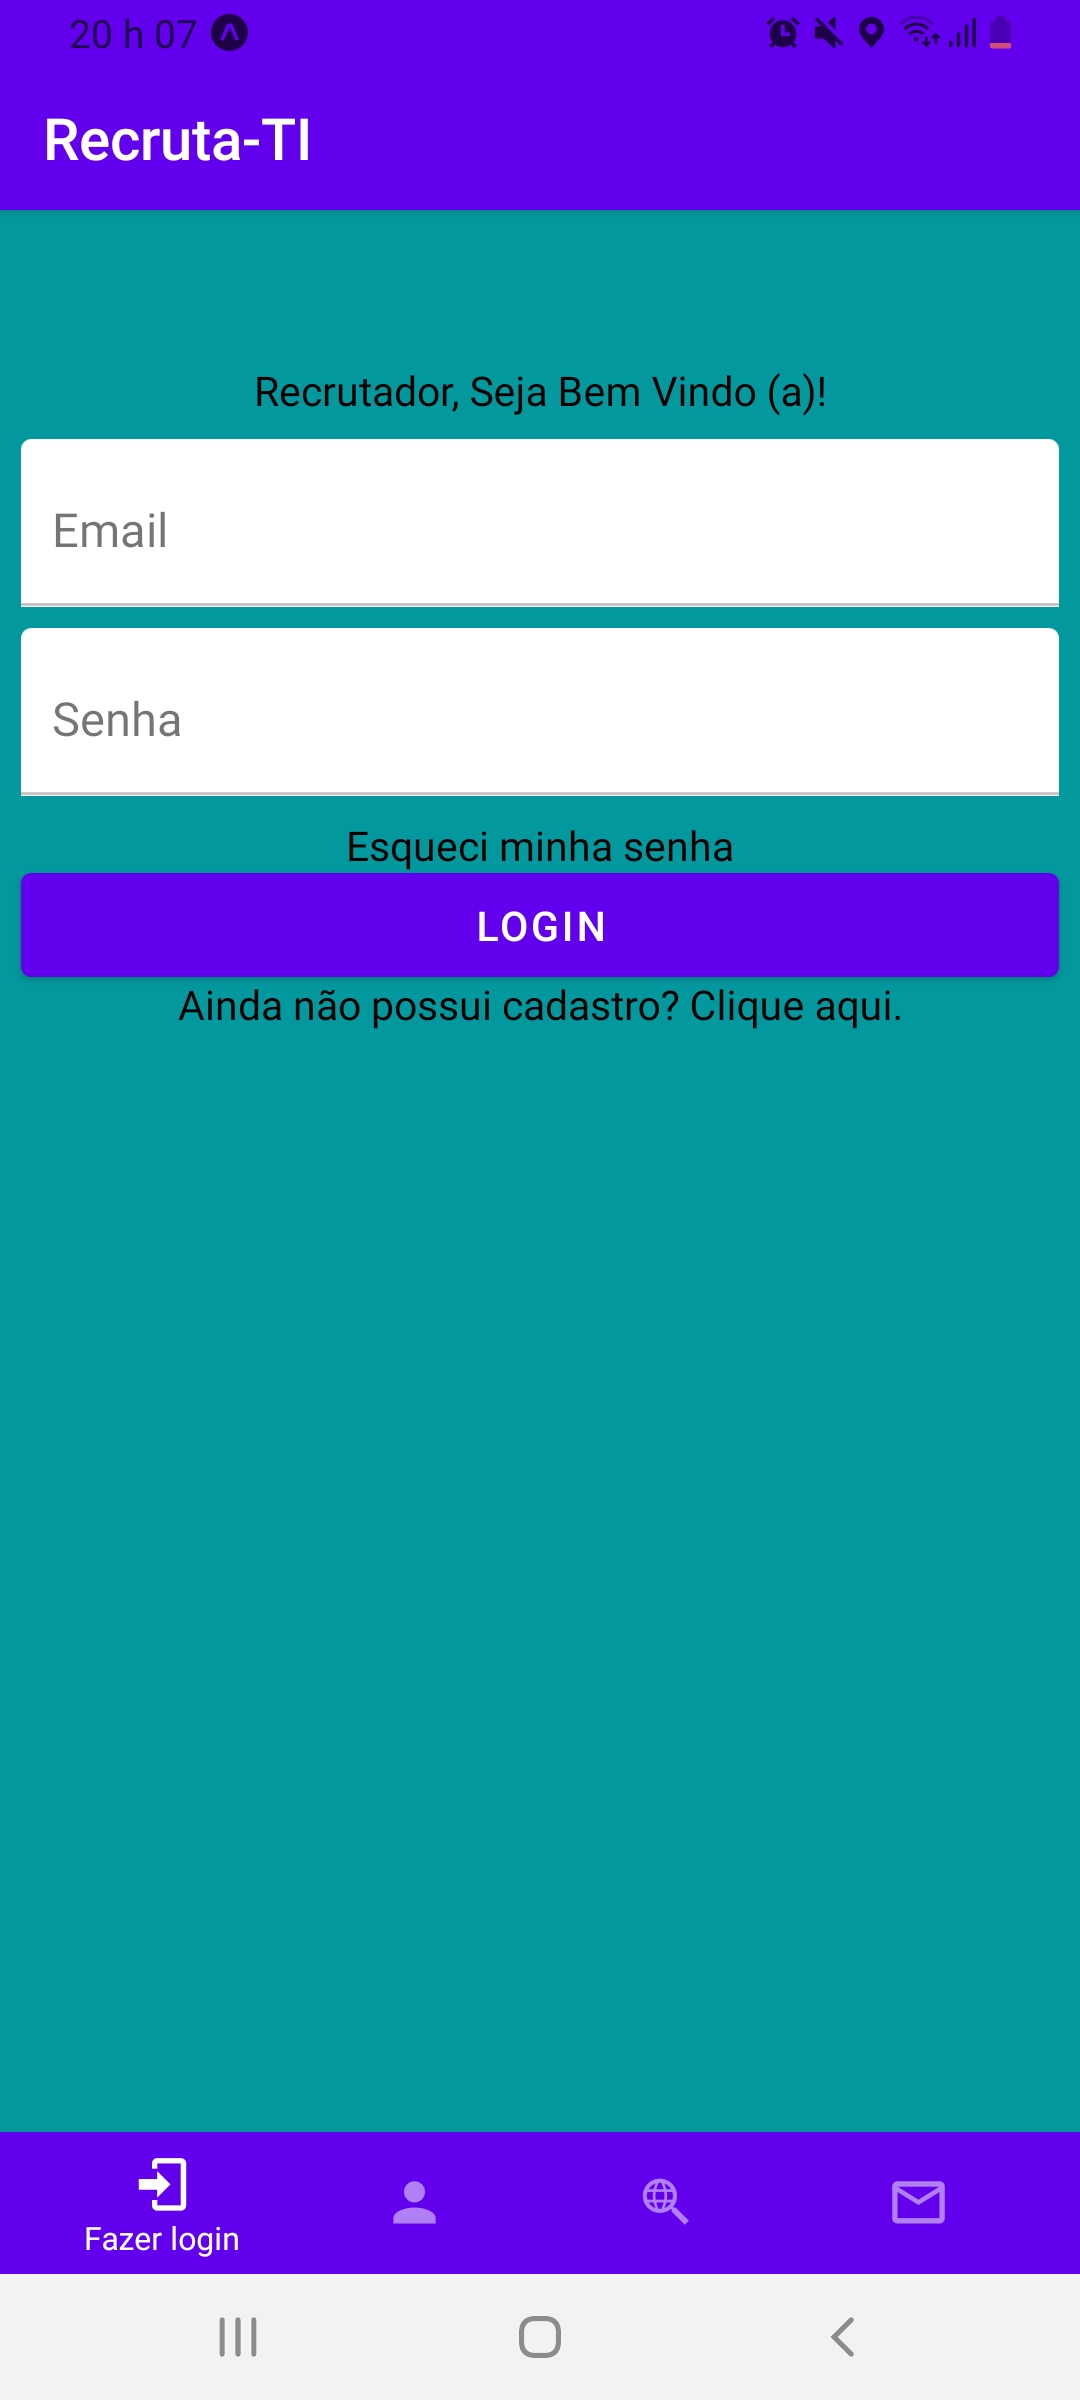 20 h 07
Recruta-TI
Recrutador, Seja Bem Vindo (a)!
Email
Senha
Esqueci minha senha
LOGIN
Ainda não possui cadastro? Clique aqui.
Fazer login